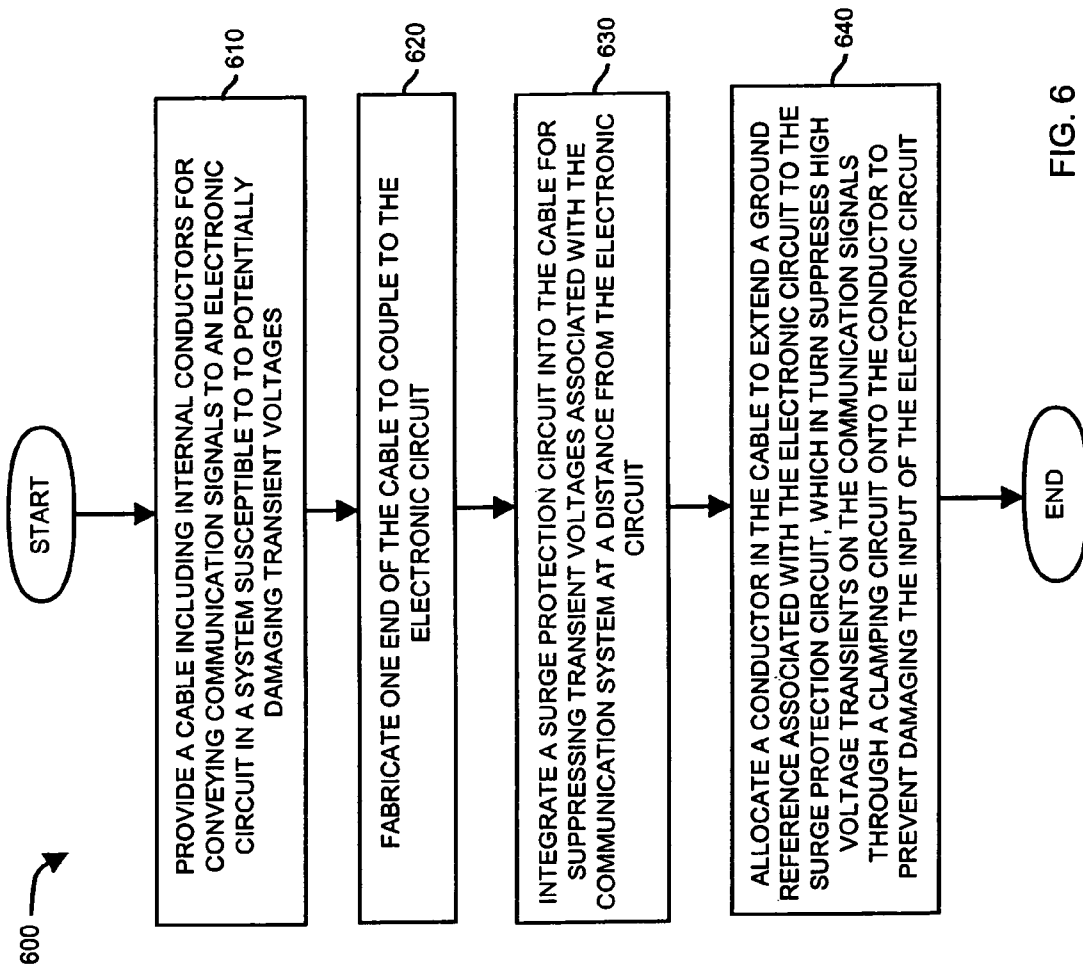 600
START
610
PROVIDE A CABLE INCLUDING INTERNAL CONDUCTORS FOR
CONVEYING COMMUNICATION SIGNALS TO AN ELECTRONIC
CIRCUIT IN A SYSTEM SUSCEPTIBLE TO TO POTENTIALLY
DAMAGING TRANSIENT VOLTAGES
620
FABRICATE ONE END OF THE CABLE TO COUPLE TO THE
ELECTRONIC CIRCUIT
630
INTEGRATE A SURGE PROTECTION CIRCUIT INTO THE CABLE FOR
SUPPRESSING TRANSIENT VOLTAGES ASSOCIATED WITH THE
COMMUNICATION SYSTEM AT A DISTANCE FROM THE ELECTRONIC
CIRCUIT
640
ALLOCATE A CONDUCTOR IN THE CABLE TO EXTEND A GROUND
REFERENCE ASSOCIATED WITH THE ELECTRONIC CIRCUIT TO THE
SURGE PROTECTION CIRCUIT, WHICH IN TURN SUPPRESES HIGH
VOLTAGE TRANSIENTS ON THE COMMUNICATION SIGNALS
THROUGH A CLAMPING CIRCUIT ONTO THE CONDUCTOR TO
PREVENT DAMAGING THE INPUT OF THE ELECTRONIC CIRCUIT
END
FIG. 6